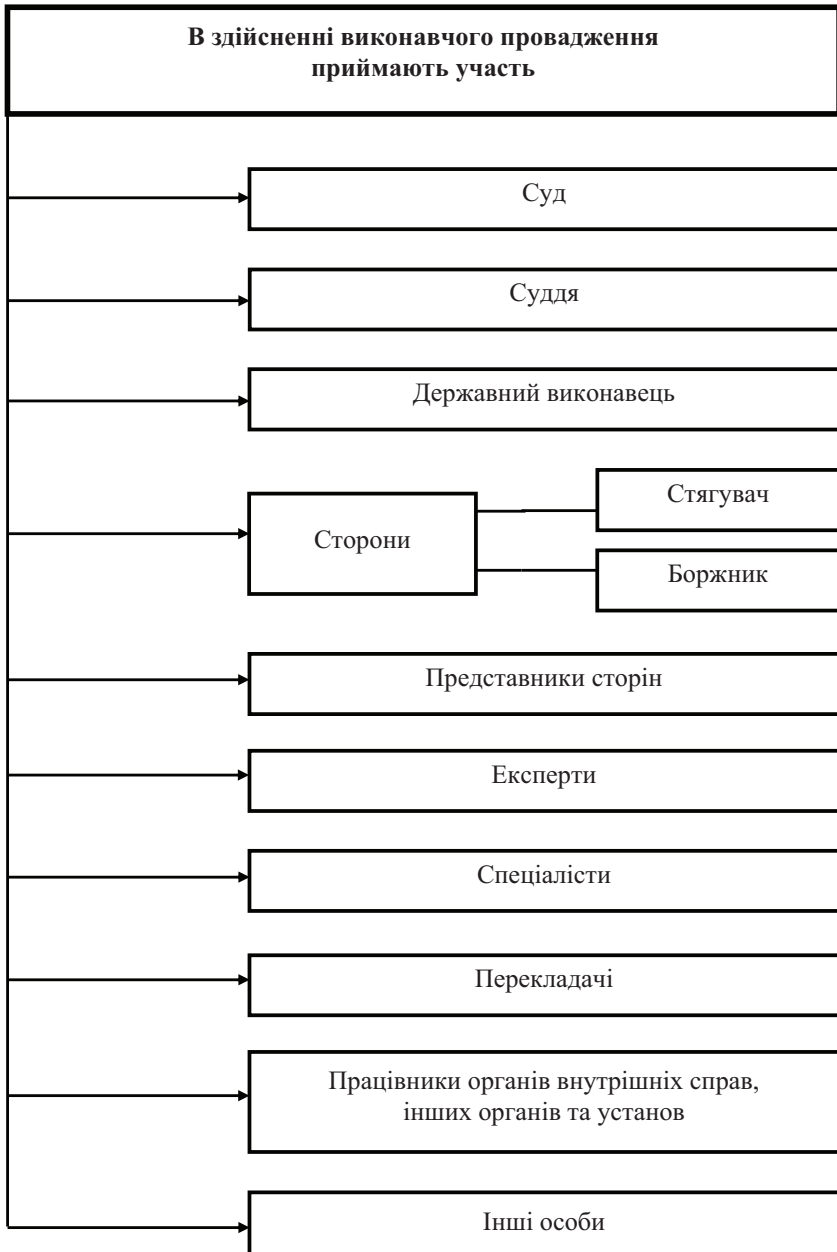 В здійсненні виконавчого провадження
приймають участь
Суд
Суддя
Державний виконавець
Сторони
Стягувач
Боржник
Представники сторін
Експерти
Спеціалісти
Перекладачі
Працівники органів внутрішніх справ,
інших органів та установ
Інші особи